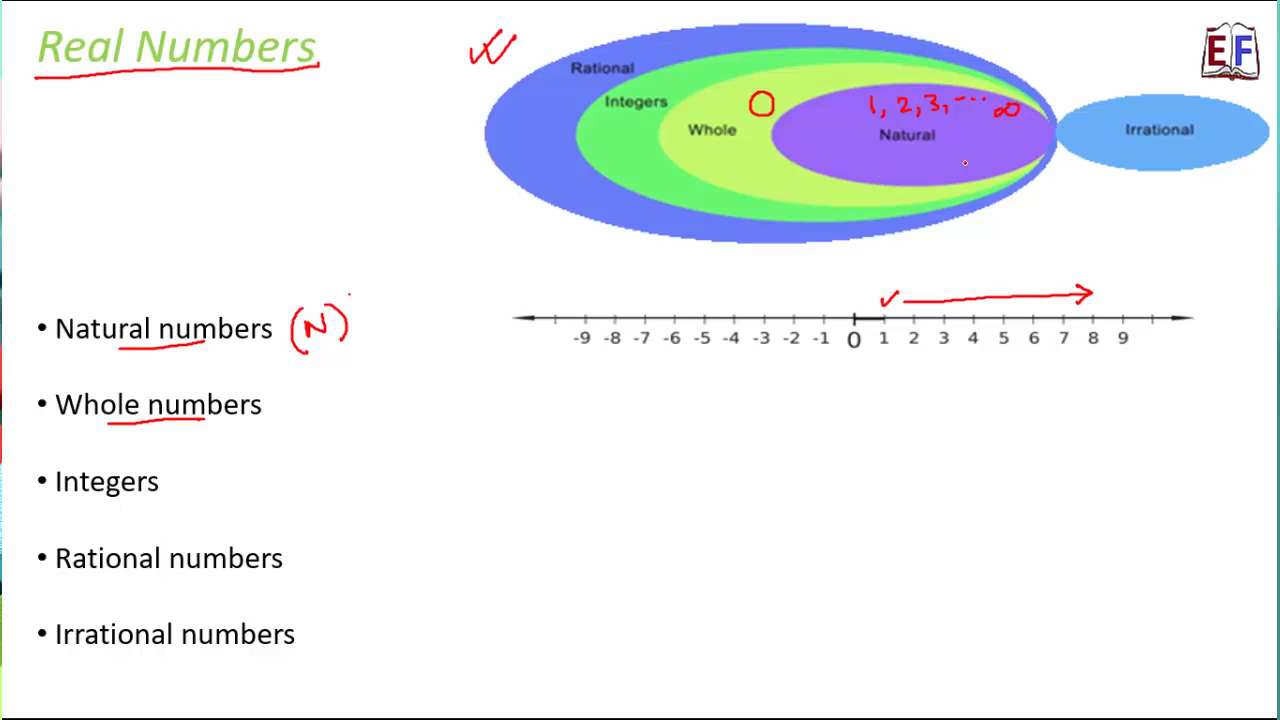 Real Numbers
EF
Rational
Integers
Whole
0
1, 2, 3, ... ∞
Natural
Irrational
• Natural numbers (N)
-9 -8 -7 -6 -5 -4 -3 -2 -1 0 1 2 3 4 5 6 7 8 9
• Whole numbers
• Integers
• Rational numbers
• Irrational numbers